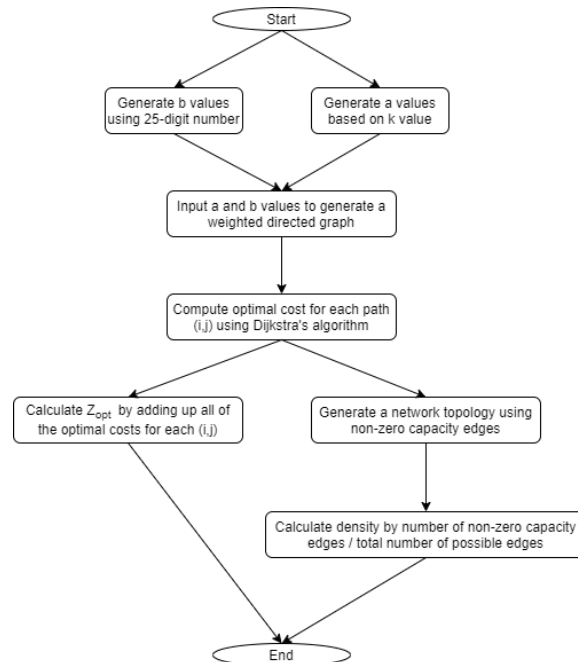 Start
Generate b values
using 25-digit number
Generate a values
based on k value
Input a and b values to generate a
weighted directed graph
Compute optimal cost for each path
(i,j) using Dijkstra's algorithm
Calculate Zopt by adding up all of
the optimal costs for each (i,j)
Generate a network topology using
non-zero capacity edges
Calculate density by number of non-zero capacity
edges / total number of possible edges
End